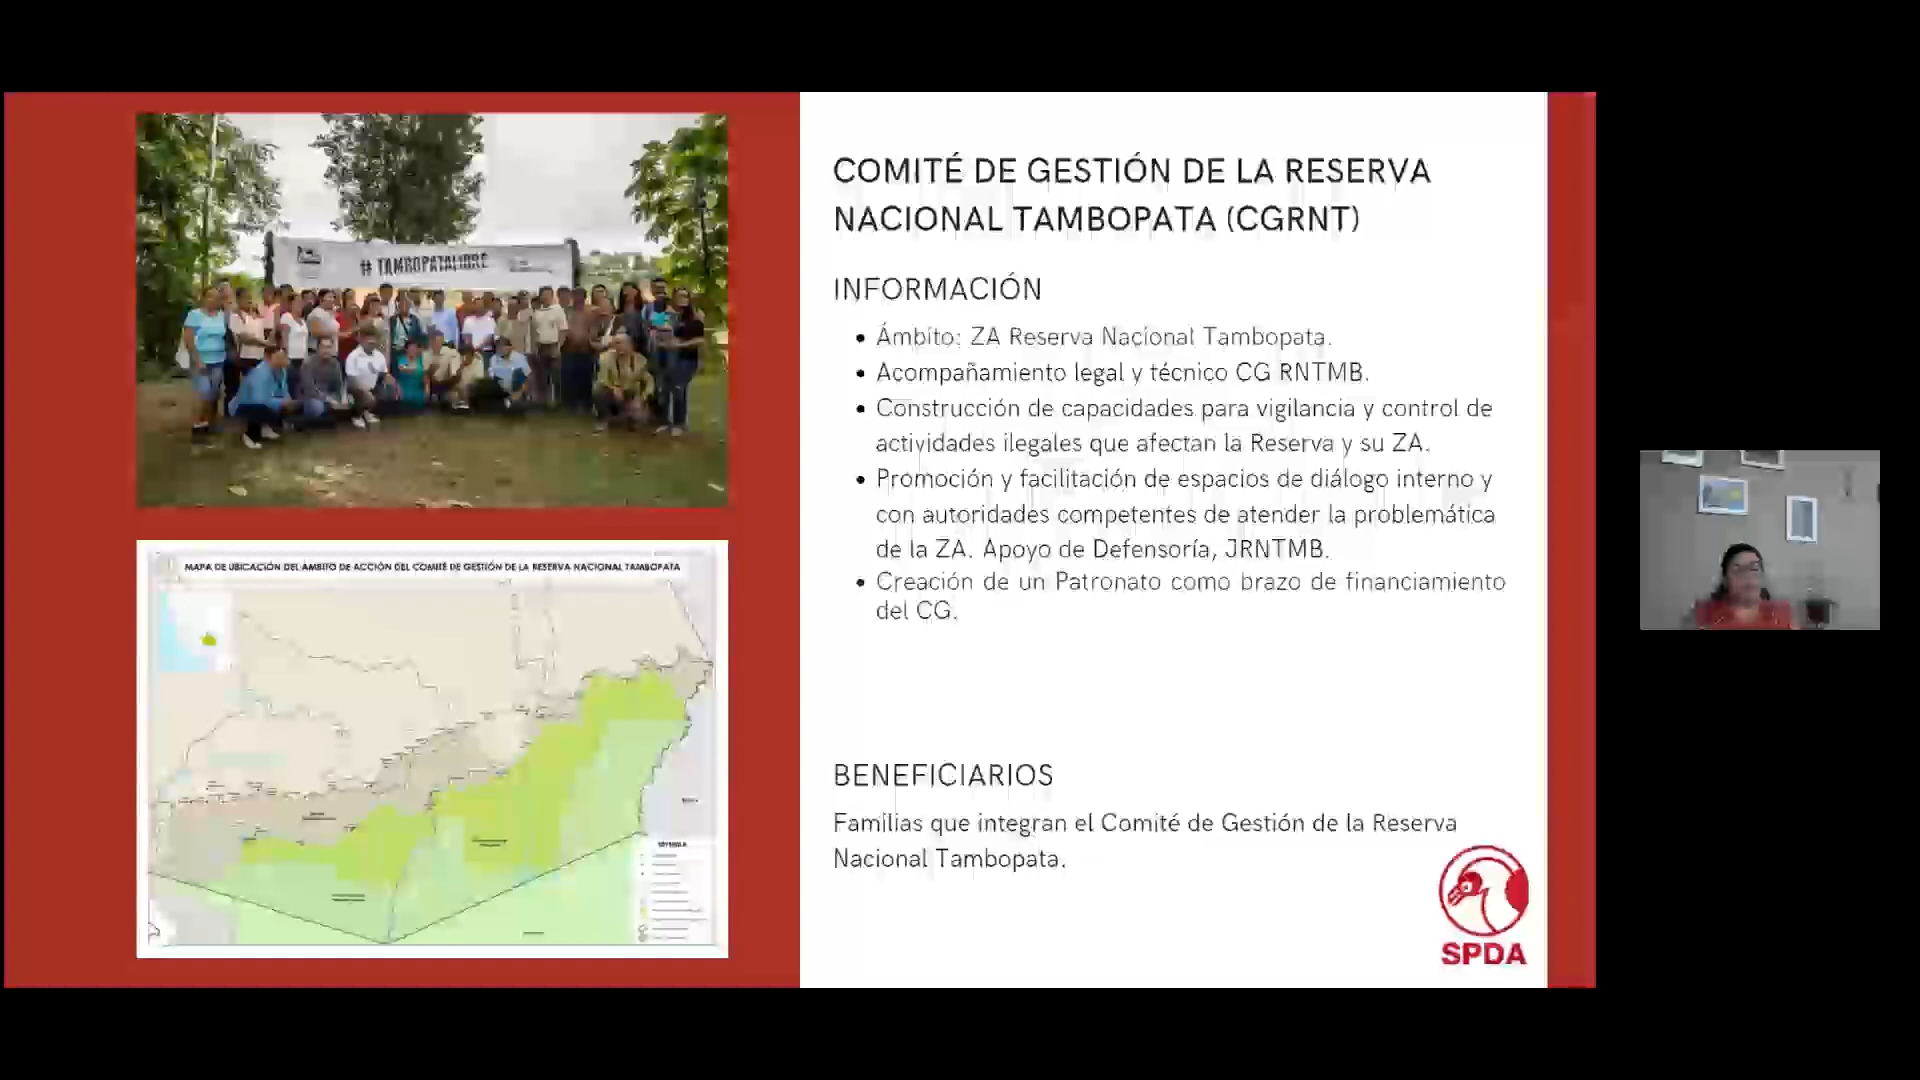 # TAMBOPATALIBRE
MAPA DE UBICACIÓN DEL ÁMBITO DE ACCIÓN DEL COMITÉ DE GESTIÓN DE LA RESERVA NACIONAL TAMBOPATA
COMITÉ DE GESTIÓN DE LA RESERVA
NACIONAL TAMBOPATA (CGRNT)
INFORMACIÓN
• Ámbito: ZA Reserva Nacional Tambopata.
• Acompañamiento legal y técnico CG RNTMB.
• Construcción de capacidades para vigilancia y control de
actividades ilegales que afectan la Reserva y su ZA.
• Promoción y facilitación de espacios de diálogo interno y
con autoridades competentes de atender la problemática
de la ZA. Apoyo de Defensoría, JRNTMB.
• Creación de un Patronato como brazo de financiamiento
del CG.
BENEFICIARIOS
Familias que integran el Comité de Gestión de la Reserva
Nacional Tambopata.
SPDA